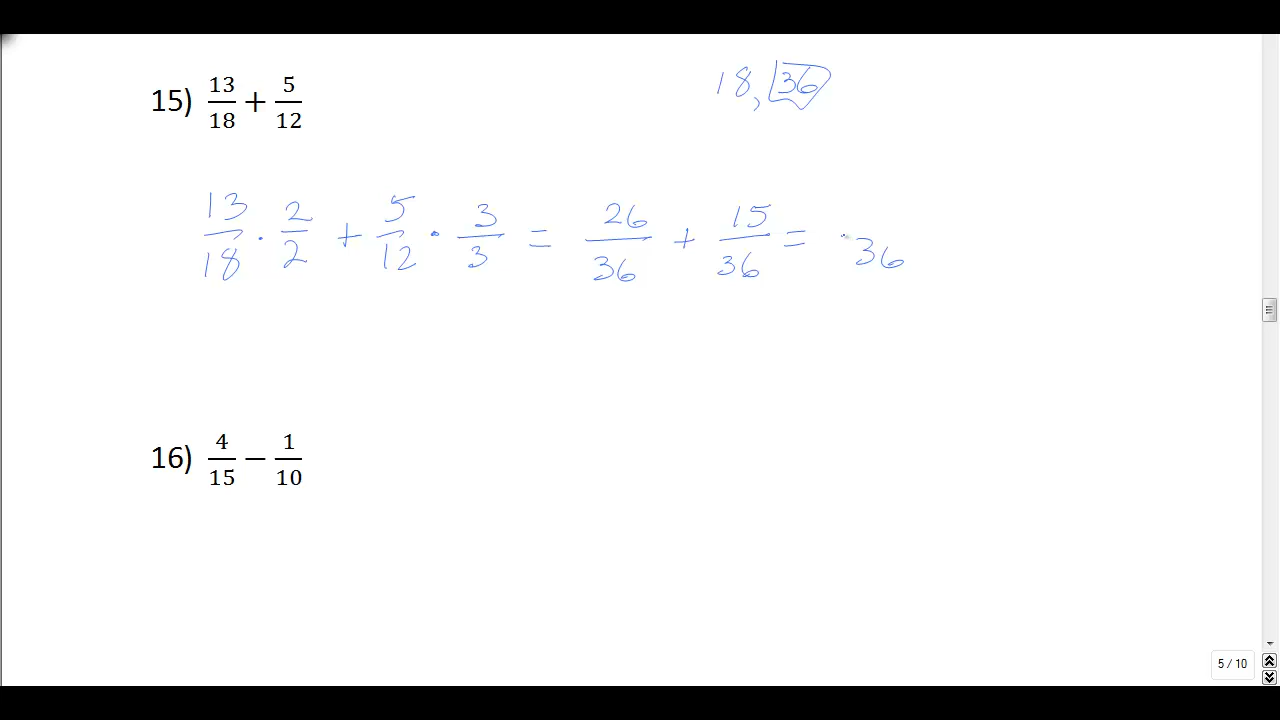 18, 36
15) 13/18 + 5/12
13/18 · 2/2 + 5/12 · 3/3 = 26/36 + 15/36 = 36
16) 4/15 − 1/10
5 / 10